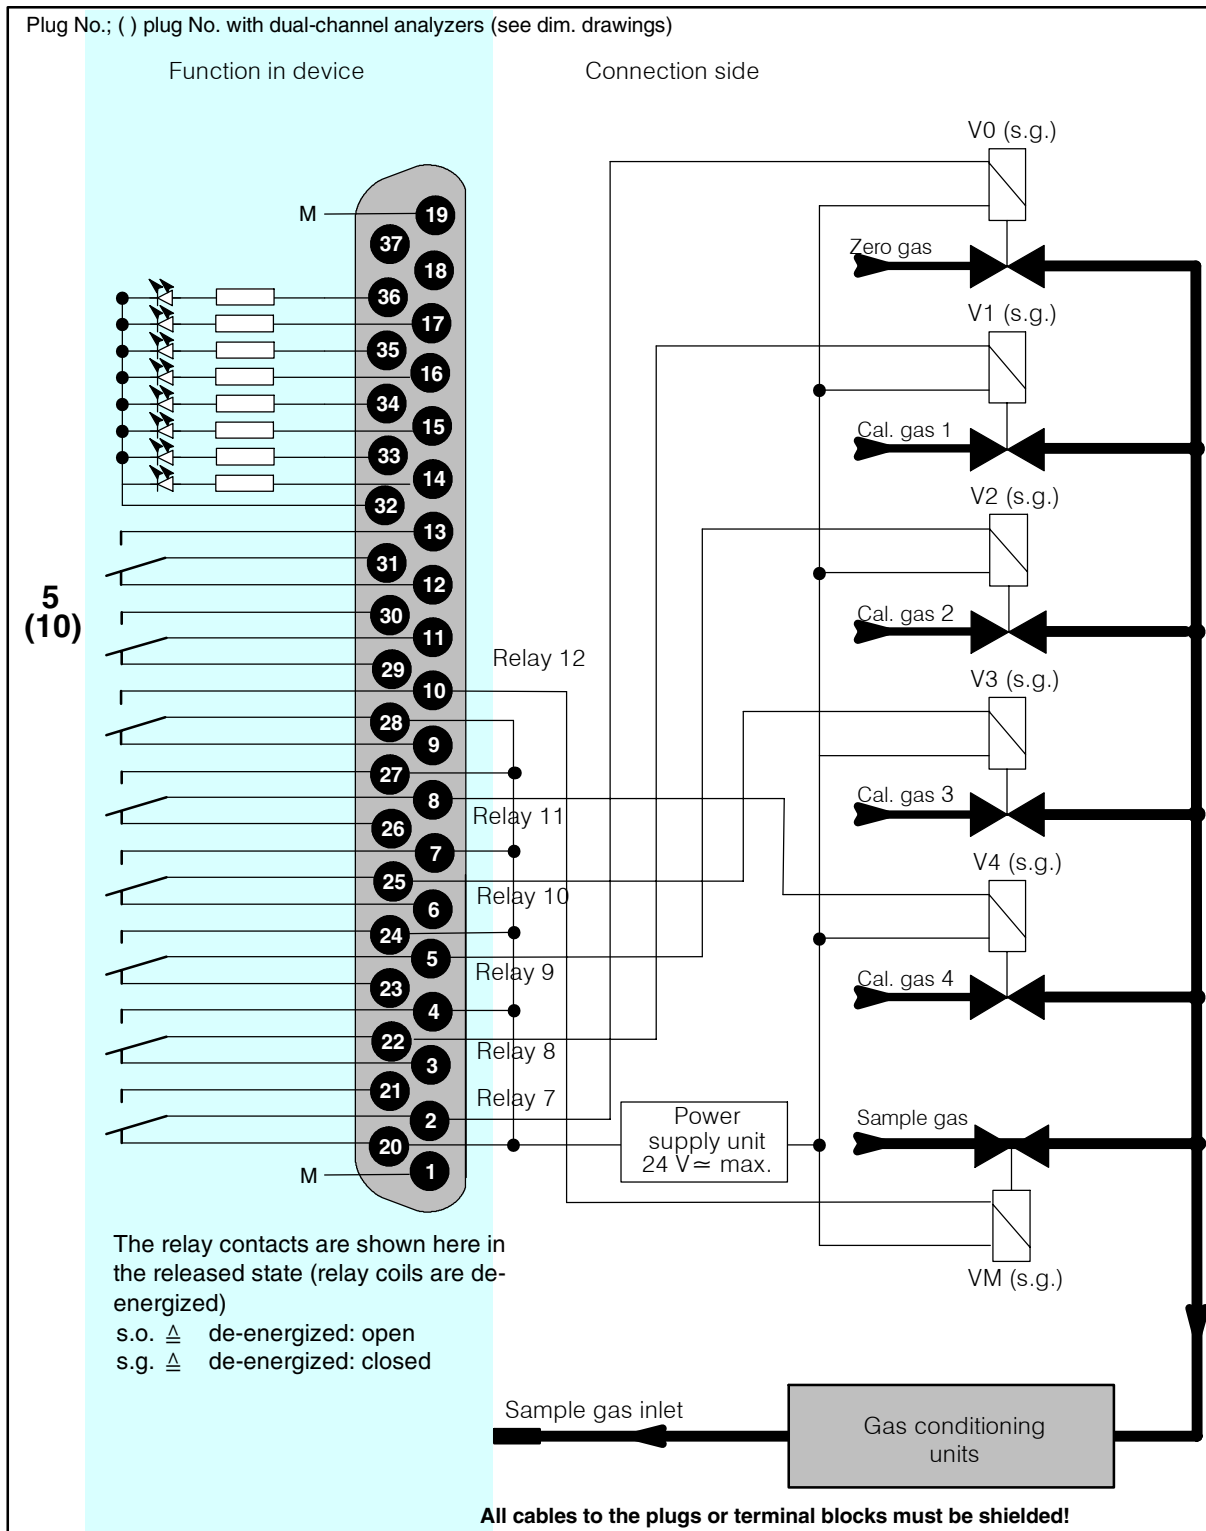 Plug No.; ( ) plug No. with dual-channel analyzers (see dim. drawings)
Function in device
Connection side
V0 (s.g.)
M
19
37
Zero gas
18
36
V1 (s.g.)
17
35
16
34
Cal. gas 1
15
33
14
V2 (s.g.)
32
13
31
12
5
(10)
30
Cal. gas 2
11
Relay 12
29
10
V3 (s.g.)
28
9
27
8
Cal. gas 3
Relay 11
26
7
V4 (s.g.)
25
Relay 10
6
24
5
Relay 9
Cal. gas 4
23
4
22
Relay 8
3
21
Relay 7
2
Power
supply unit
24 V≃ max.
Sample gas
20
M
1
The relay contacts are shown here in
the released state (relay coils are de-
energized)
s.o. ≙ de-energized: open
s.g. ≙ de-energized: closed
VM (s.g.)
Sample gas inlet
Gas conditioning
units
All cables to the plugs or terminal blocks must be shielded!